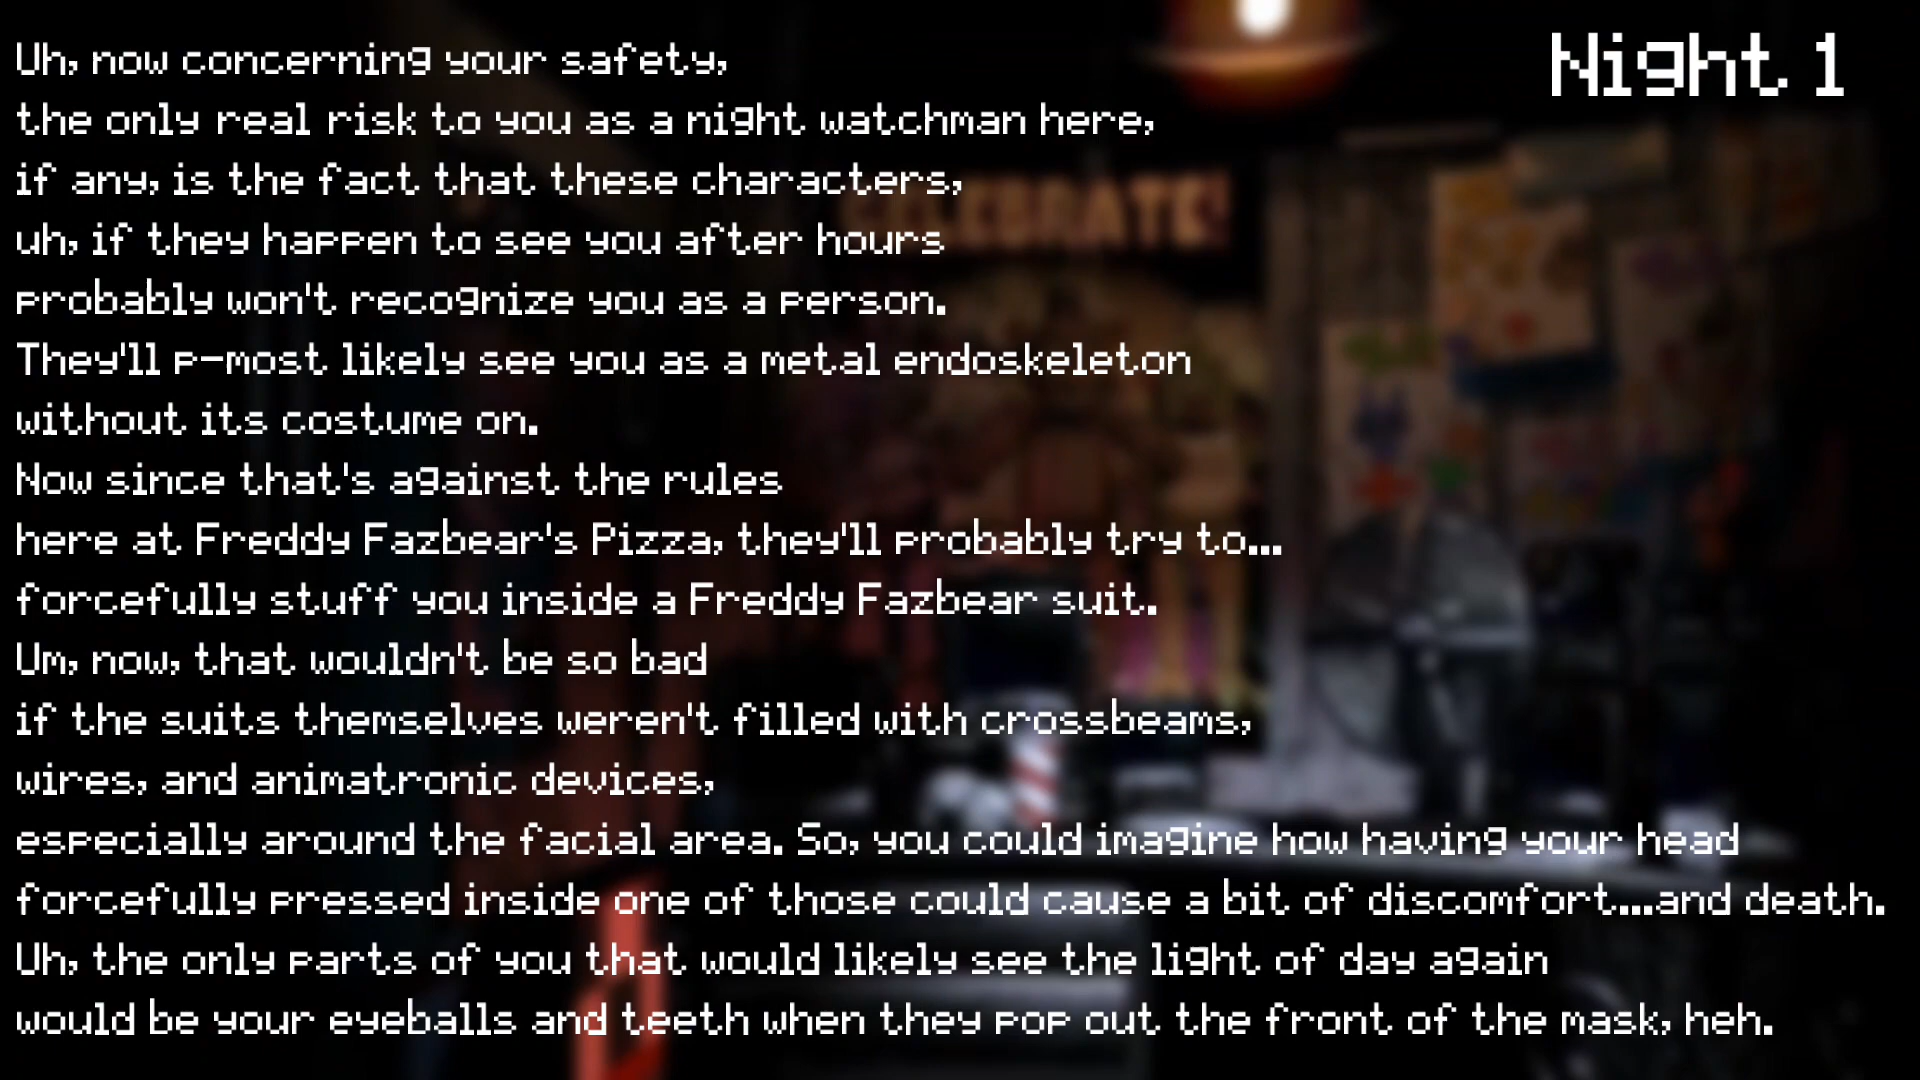 Night 1
Uh, now concerning your safety,
the only real risk to you as a night watchman here,
if any, is the fact that these characters,
uh, if they happen to see you after hours
probably won't recognize you as a person.
They'll p-most likely see you as a metal endoskeleton
without its costume on.
Now since that's against the rules
here at Freddy Fazbear's Pizza, they'll probably try to...
forcefully stuff you inside a Freddy Fazbear suit.
Um, now, that wouldn't be so bad
if the suits themselves weren't filled with crossbeams,
wires, and animatronic devices,
especially around the facial area. So, you could imagine how having your head
forcefully pressed inside one of those could cause a bit of discomfort...and death.
Uh, the only parts of you that would likely see the light of day again
would be your eyeballs and teeth when they pop out the front of the mask, heh.
CELEBRATE!